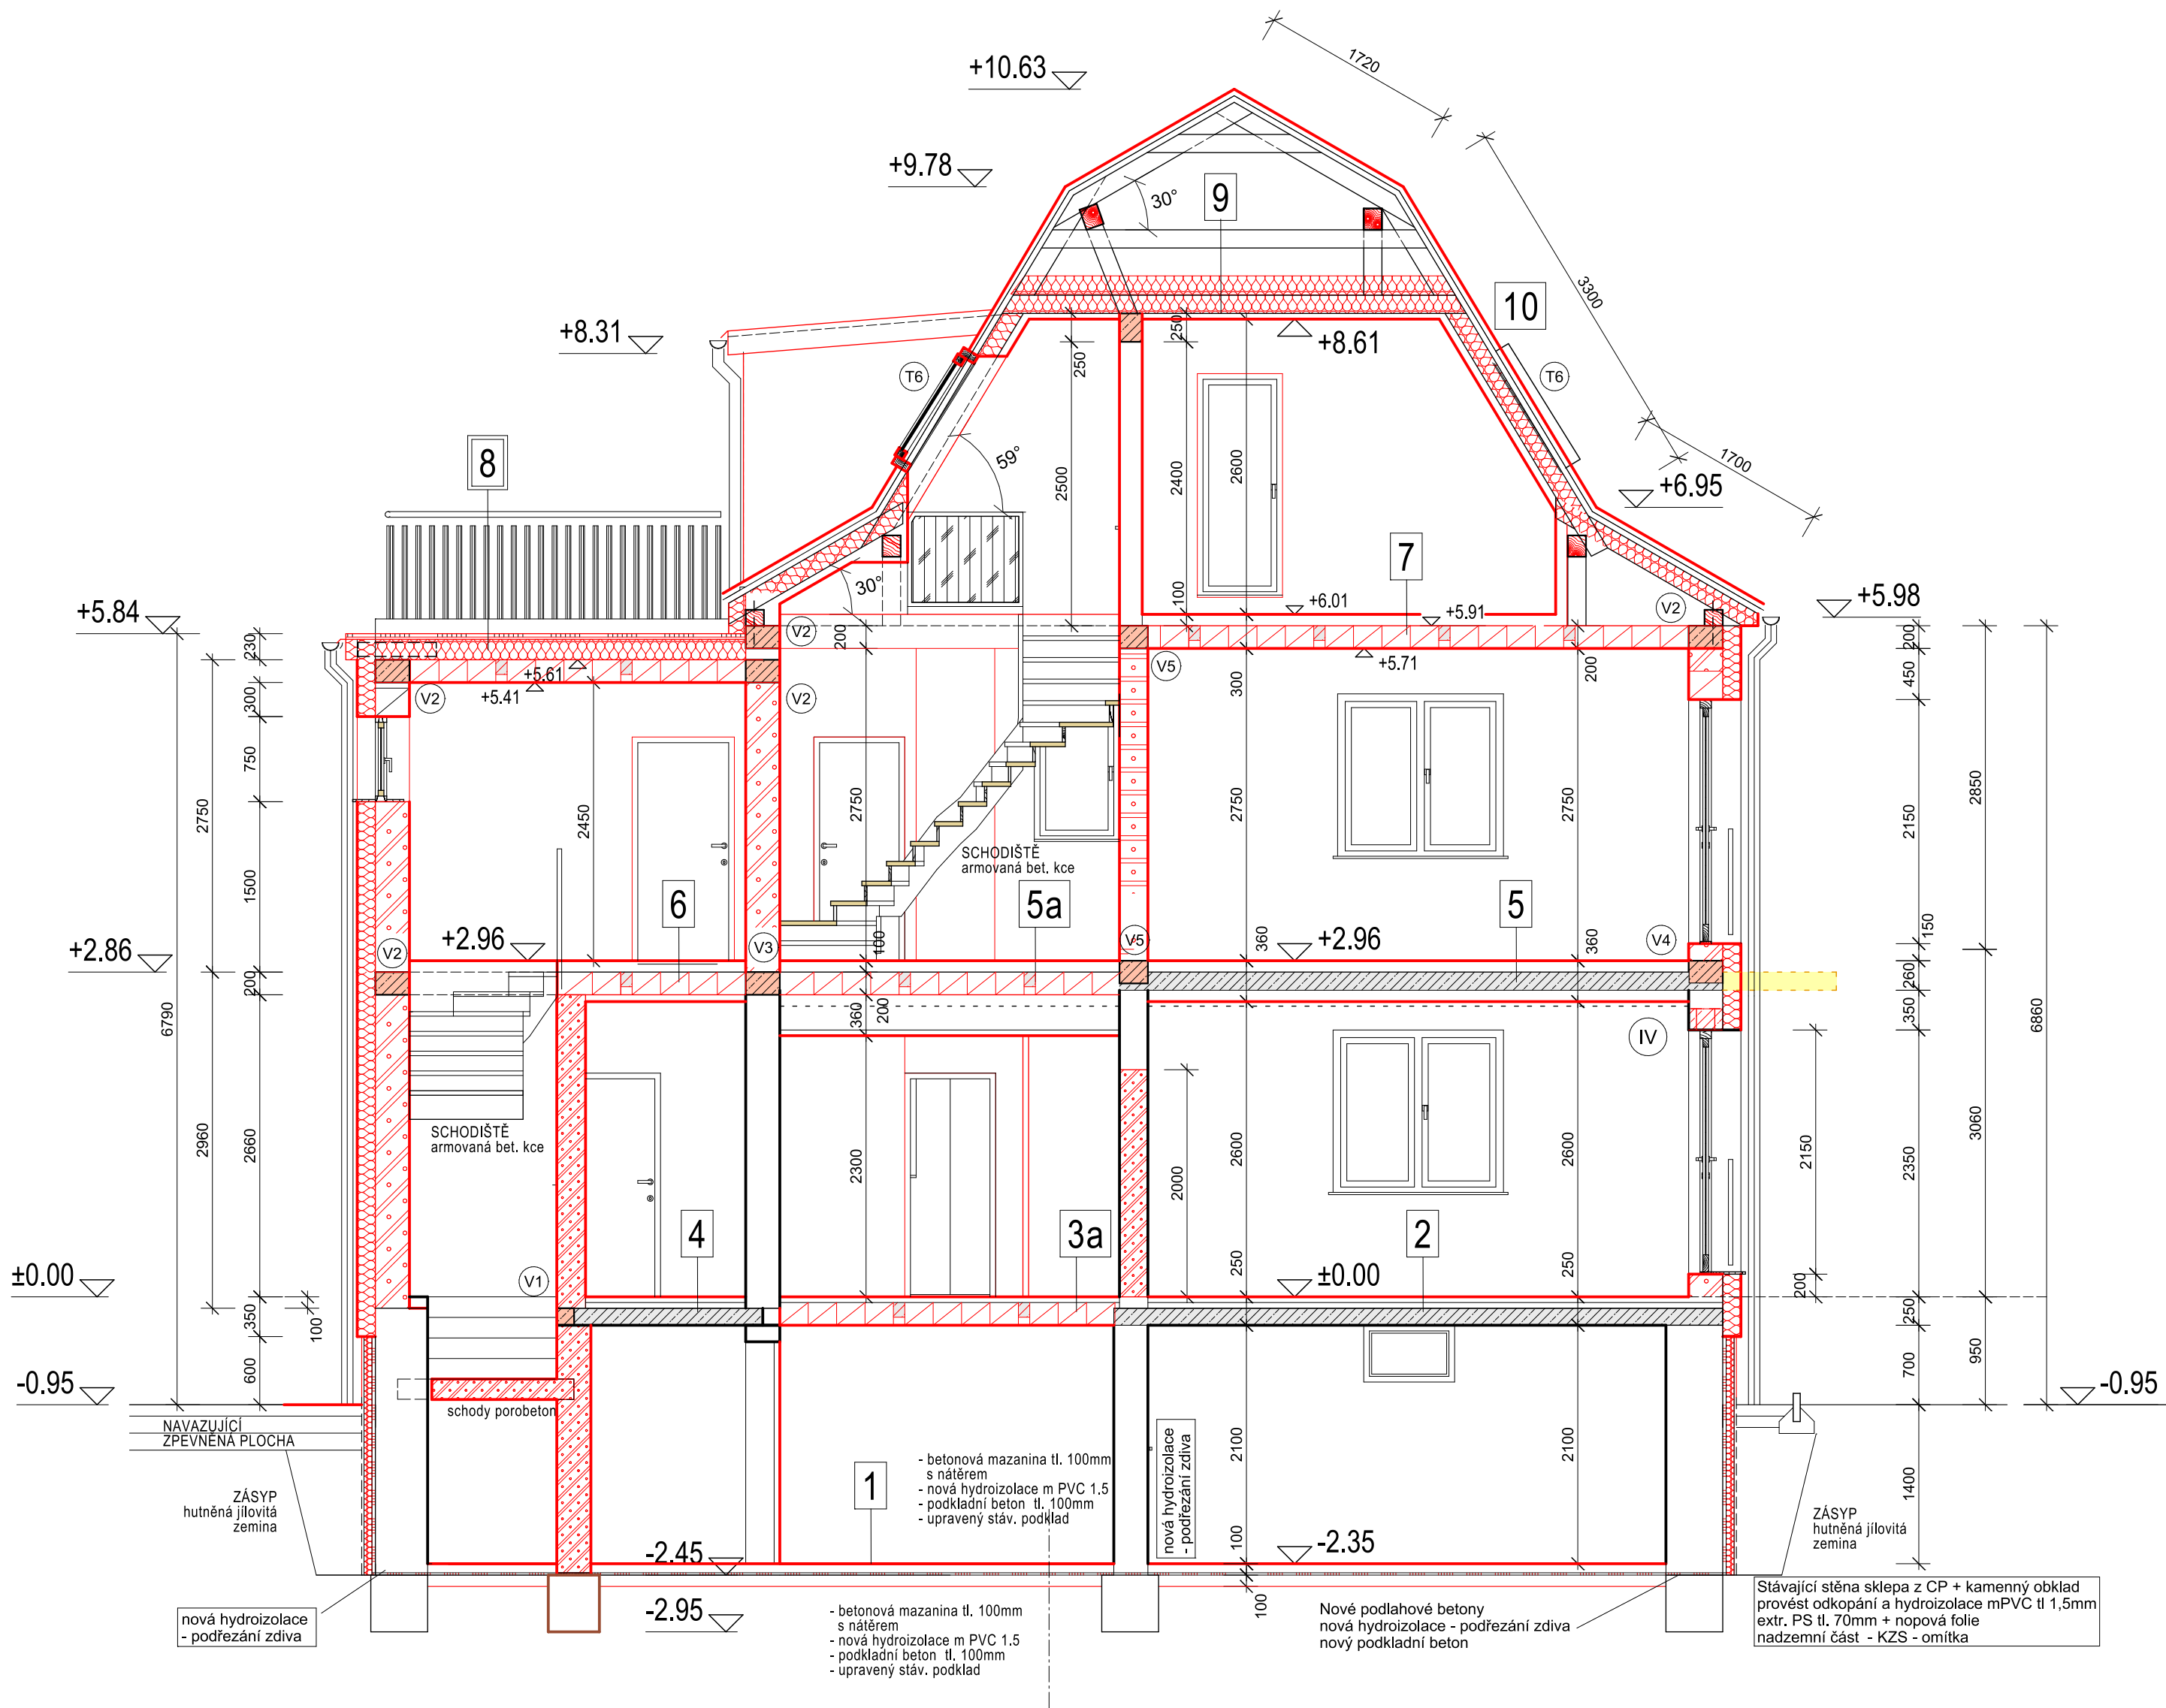 +10.63
1720
+9.78
30°
9
3300
10
+8.31
250
250
+8.61
T6
T6
59°
2500
2400
2600
1700
+6.95
8
7
30°
100
+6.01
+5.91
V2
+5.98
+5.84
230
V2
200
V5
+5.71
200
200
450
300
+5.61
+5.41
V2
V2
300
750
2750
2450
2750
2750
2750
2150
2850
SCHODIŠTĚ
armovaná bet. kce
1500
6
5a
5
150
+2.86
V2
+2.96
V3
100
V5
360
+2.96
360
V4
200
360
200
260
350
6790
6860
IV
SCHODIŠTĚ
armovaná bet. kce
2960
2660
2300
2000
2600
2600
2150
2350
3060
4
3a
2
±0.00
V1
250
±0.00
250
200
350
100
250
-0.95
600
700
950
-0.95
schody porobeton
NAVAZUJÍCÍ
ZPEVNĚNÁ PLOCHA
ZÁSYP
hutněná jílovitá
zemina
1
- betonová mazanina tl. 100mm
s nátěrem
- nová hydroizolace m PVC 1,5
- podkladní beton tl. 100mm
- upravený stáv. podklad
nová hydroizolace
- podřezání zdiva
2100
2100
1400
ZÁSYP
hutněná jílovitá
zemina
-2.45
100
-2.35
-2.95
100
nová hydroizolace
- podřezání zdiva
- betonová mazanina tl. 100mm
s nátěrem
- nová hydroizolace m PVC 1.5
- podkladní beton tl. 100mm
- upravený stáv. podklad
Nové podlahové betony
nová hydroizolace - podřezání zdiva
nový podkladní beton
Stávající stěna sklepa z CP + kamenný obklad
provést odkopání a hydroizolace mPVC tl 1,5mm
extr. PS tl. 70mm + nopová folie
nadzemní část - KZS - omítka